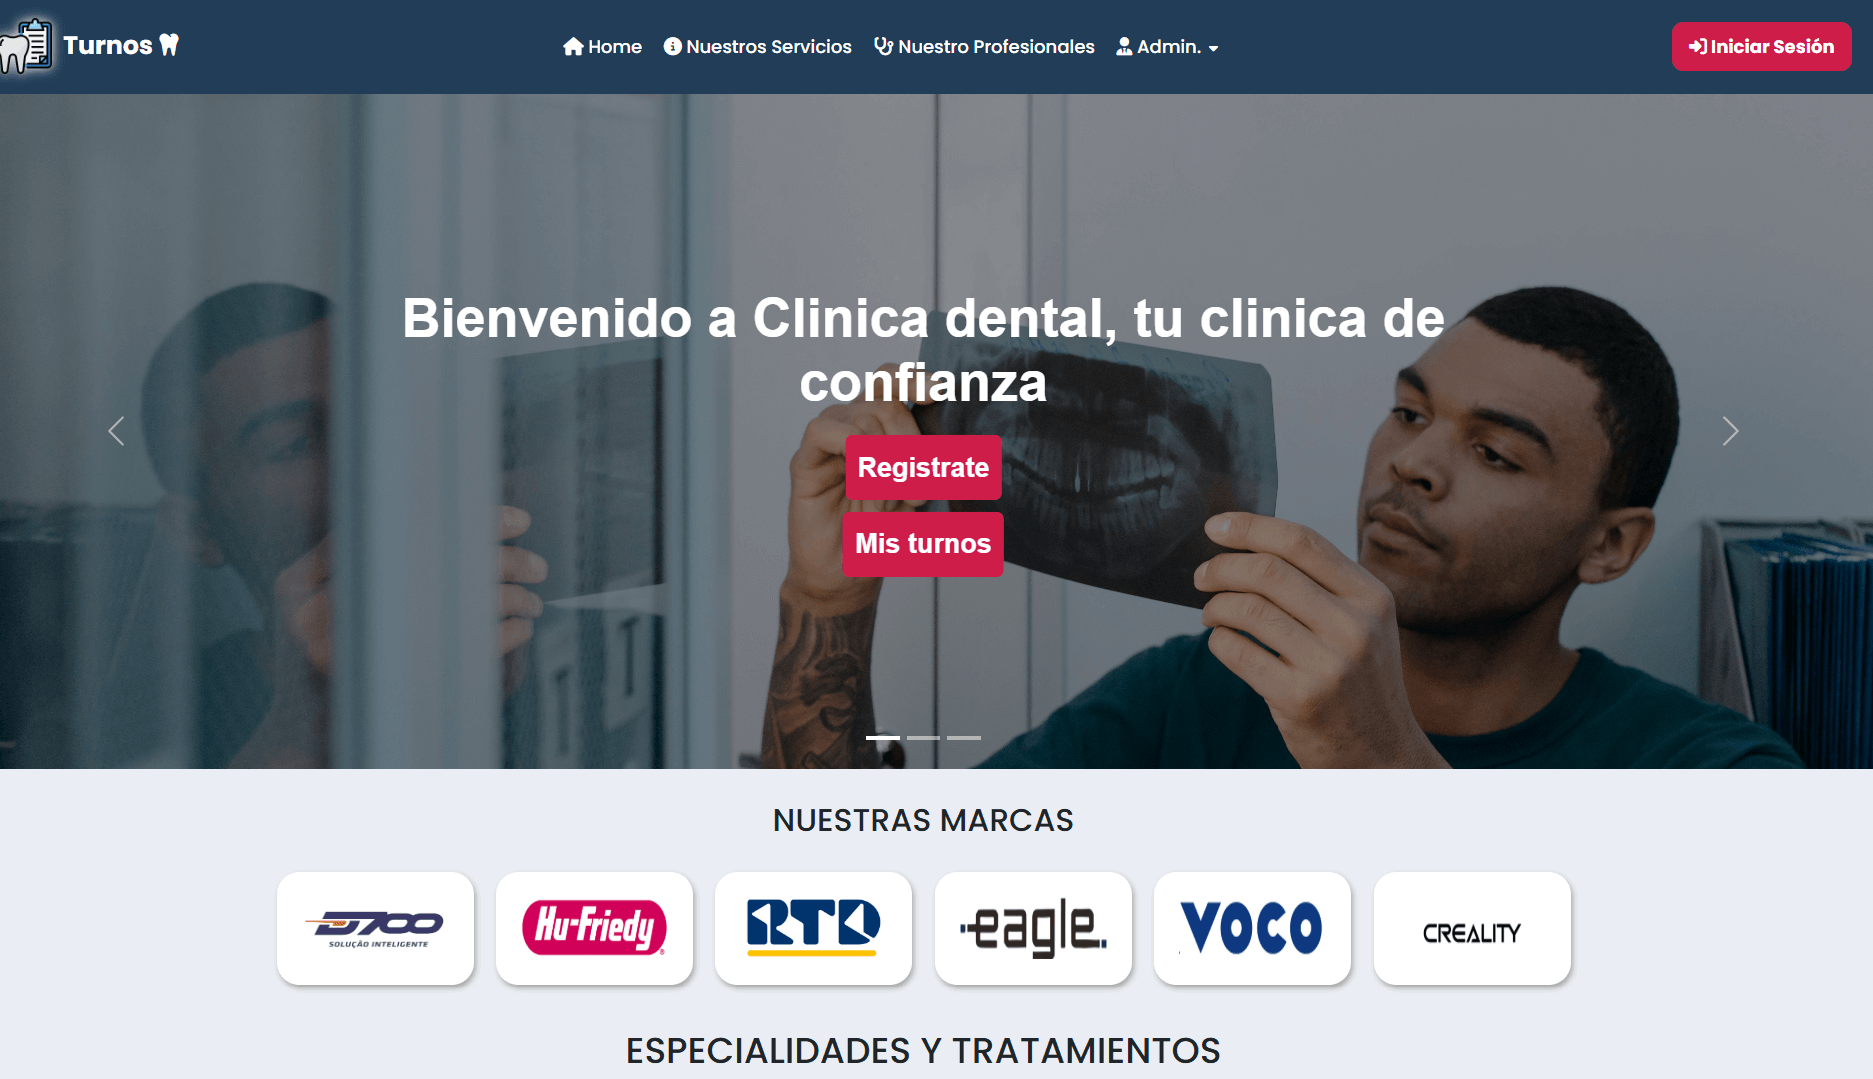 Turnos
Home
Nuestros Servicios
Nuestro Profesionales
Admin.
Iniciar Sesión
Bienvenido a Clinica dental, tu clinica de
confianza
Registrate
Mis turnos
NUESTRAS MARCAS
D700
SOLUÇÃO INTELIGENTE
Hu-Friedy
RTD
eagle
VOCO
CREALITY
ESPECIALIDADES Y TRATAMIENTOS